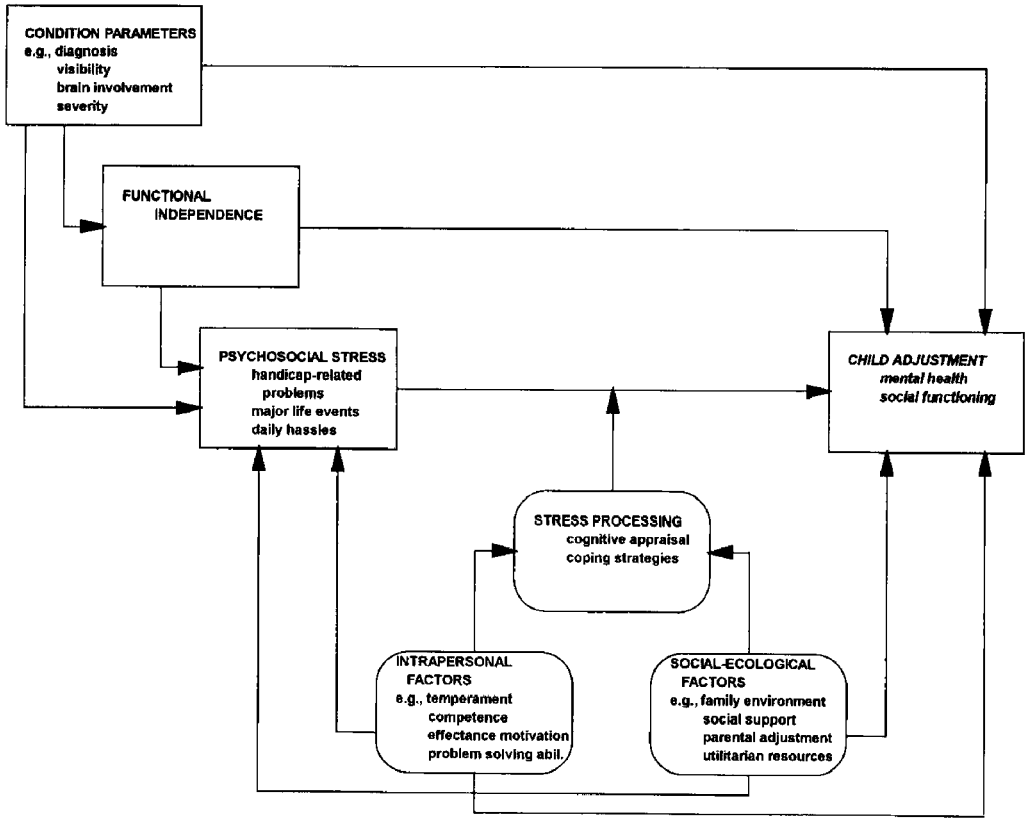 CONDITION PARAMETERS
e.g., diagnosis
visibility
brain involvement
severity
FUNCTIONAL
INDEPENDENCE
PSYCHOSOCIAL STRESS
handicap-related
problems
major life events
daily hassles
CHILD ADJUSTMENT
mental health
social functioning
STRESS PROCESSING
cognitive appraisal
coping strategies
INTRAPERSONAL
FACTORS
e.g., temperament
competence
effectance motivation
problem solving abil.
SOCIAL-ECOLOGICAL
FACTORS
e.g., family environment
social support
parental adjustment
utilitarian resources